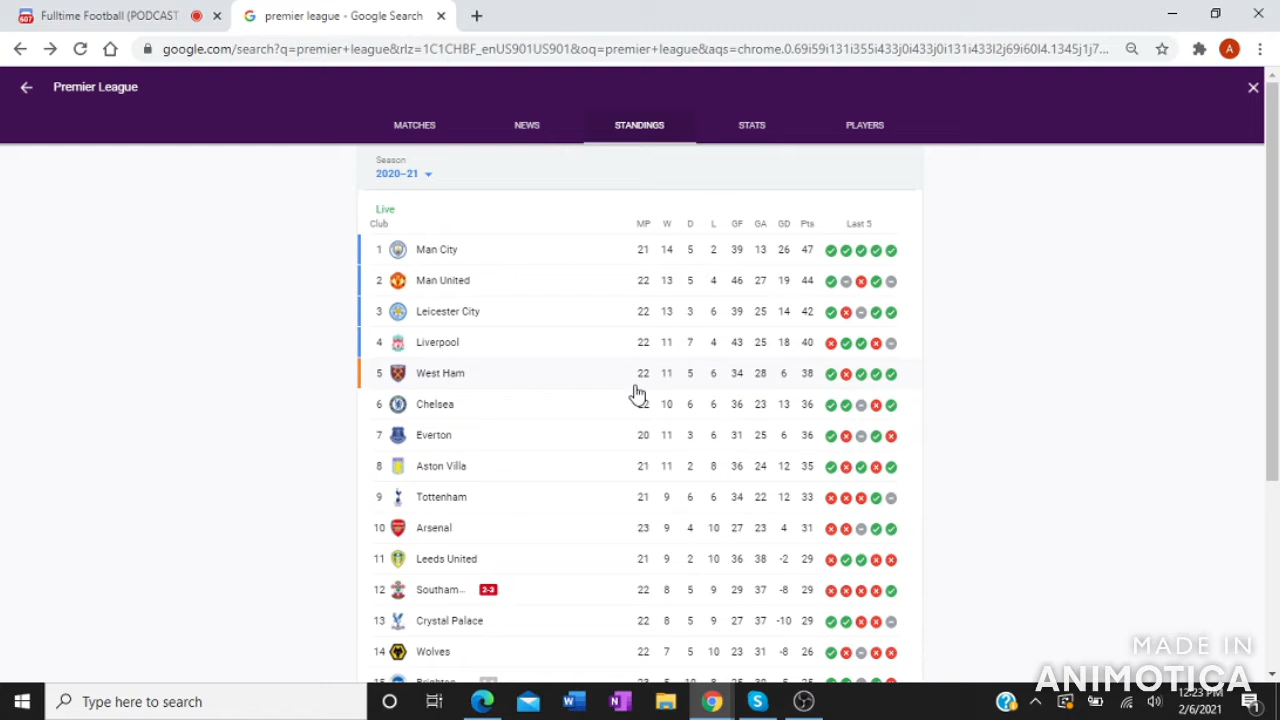 Fulltime Football (PODCAST
premier league - Google Search
google.com/search?q=premier+league&rlz=1C1CHBF_enUS901US901&oq=premier+league&aqs=chrome.0.69i59i131i355i433j0i433j0i131i433l2j69i60l4.1345j1j7...
A
Premier League
MATCHES NEWS STANDINGS STATS PLAYERS
Season
2020-21
Live
Club MP W D L GF GA GD Pts Last 5
1 Man City 21 14 5 2 39 13 26 47
2 Man United 22 13 5 4 46 27 19 44
3 Leicester City 22 13 3 6 39 25 14 42
4 Liverpool 22 11 7 4 43 25 18 40
5 West Ham 22 11 5 6 34 28 6 38
6 Chelsea 22 10 6 6 36 23 13 36
7 Everton 20 11 3 6 31 25 6 36
8 Aston Villa 21 11 2 8 36 24 12 35
9 Tottenham 21 9 6 6 34 22 12 33
10 Arsenal 23 9 4 10 27 23 4 31
11 Leeds United 21 9 2 10 36 38 -2 29
12 Southam... 2-3 22 8 5 9 29 37 -8 29
13 Crystal Palace 22 8 5 9 27 37 -10 29
14 Wolves 22 7 5 10 23 31 -8 26
MADE IN
ANIMOTICA
Type here to search
12:23 PM
2/6/2021